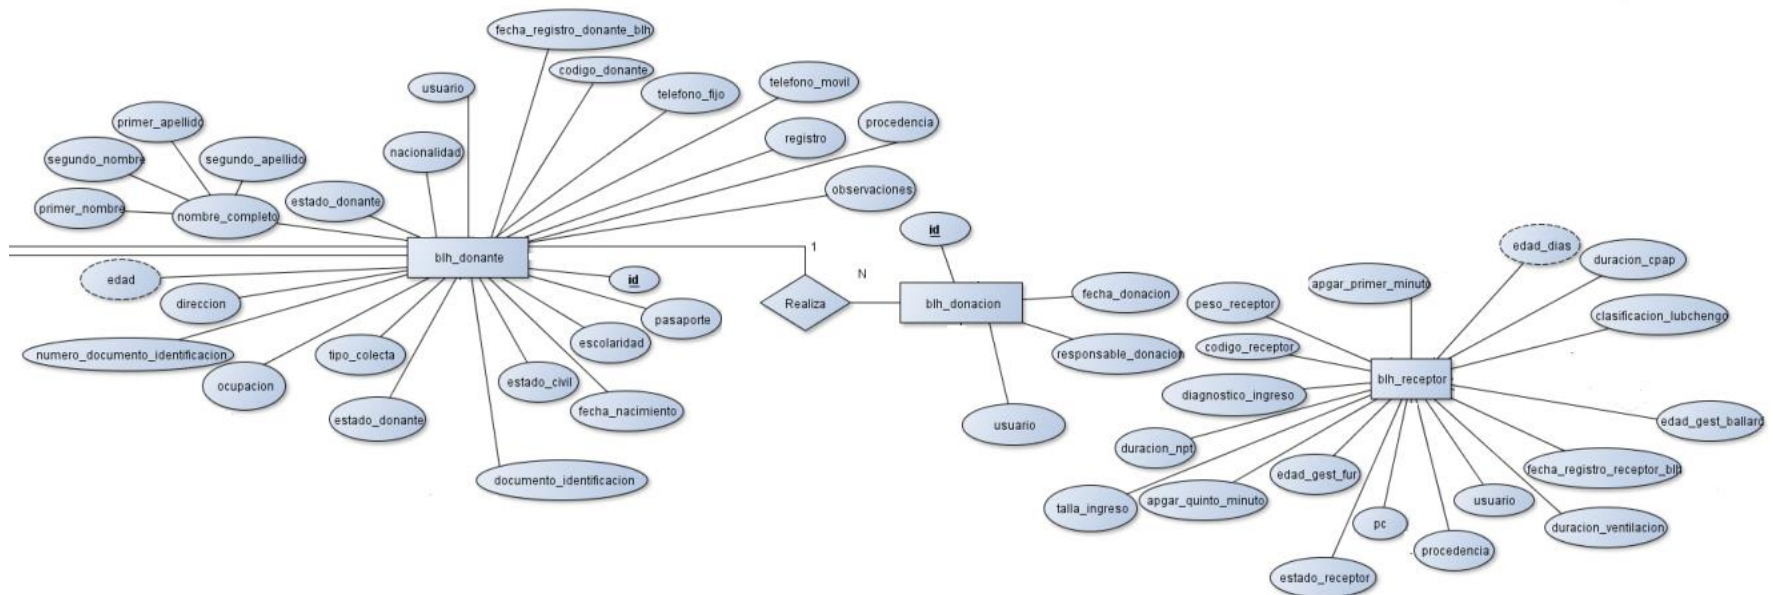 fecha_registro_donante_blh
codigo_donante
usuario
telefono_fijo
telefono_movil
primer_apellido
procedencia
registro
segundo_nombre
segundo_apellido
nacionalidad
observaciones
estado_donante
primer_nombre
nombre_completo
id
1
edad_dias
blh_donante
duracion_cpap
edad
id
N
apgar_primer_minuto
direccion
Realiza
blh_donacion
fecha_donacion
peso_receptor
clasificacion_lubchengo
pasaporte
escolaridad
numero_documento_identificacion
tipo_colecta
responsable_donacion
codigo_receptor
ocupacion
estado_civil
blh_receptor
diagnostico_ingreso
estado_donante
fecha_nacimiento
usuario
edad_gest_ballard
duracion_npt
documento_identificacion
edad_gest_fur
fecha_registro_receptor_blh
talla_ingreso
apgar_quinto_minuto
usuario
pc
duracion_ventilacion
procedencia
estado_receptor